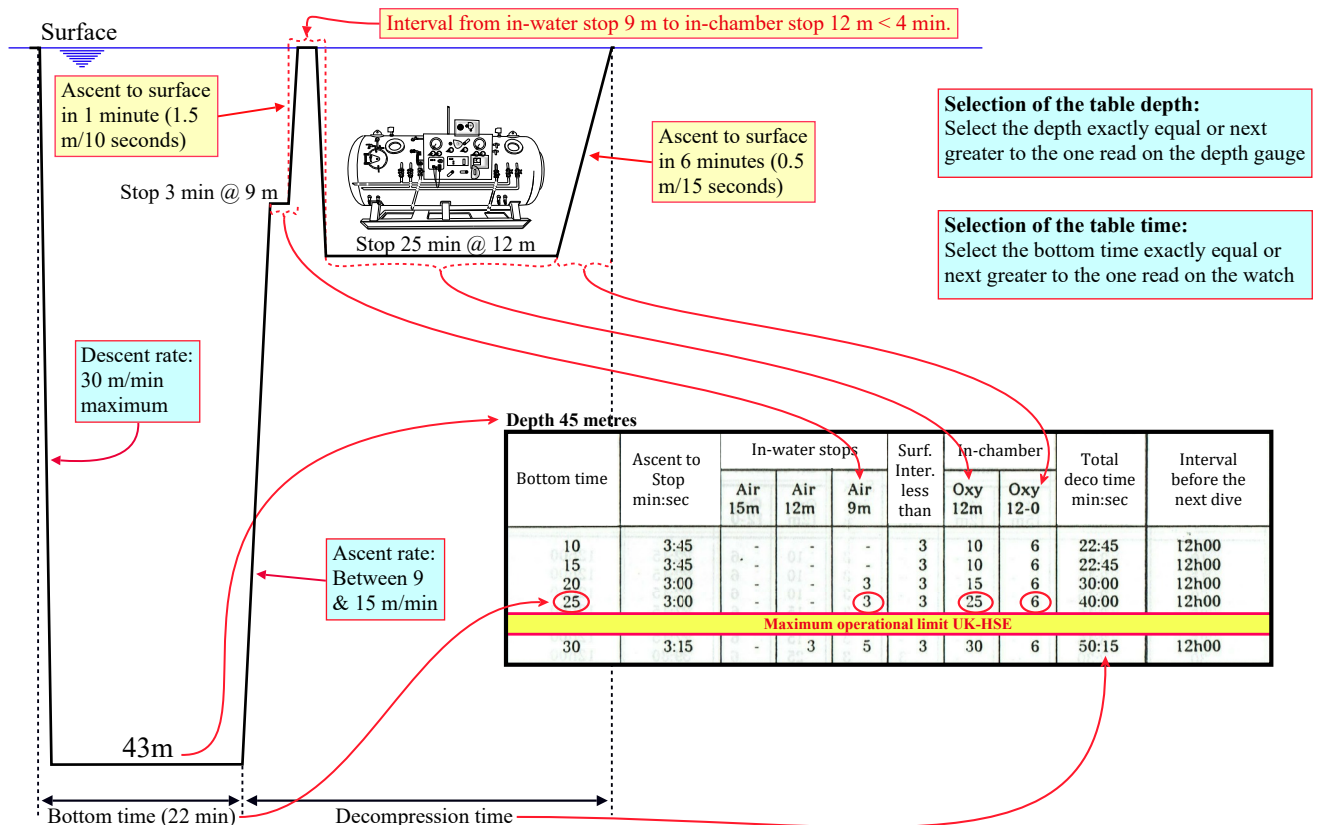 Interval from in-water stop 9 m to in-chamber stop 12 m < 4 min.
Surface
Ascent to surface
in 1 minute (1.5
m/10 seconds)
Ascent to surface
in 6 minutes (0.5
m/15 seconds)
Selection of the table depth:
Select the depth exactly equal or next
greater to the one read on the depth gauge
Stop 3 min @ 9 m
Stop 25 min @ 12 m
Selection of the table time:
Select the bottom time exactly equal or
next greater to the one read on the watch
Descent rate:
30 m/min
maximum
Ascent rate:
Between 9
& 15 m/min
Depth 45 metres
Bottom time
Ascent to
Stop
min:sec
In-water stops
Air
15m
Air
12m
Air
9m
Surf.
Inter.
less
than
In-chamber
Oxy
12m
Oxy
12-0
Total
deco time
min:sec
Interval
before the
next dive
10 3:45 - - - 3 10 6 22:45 12h00
15 3:45 - - - 3 10 6 22:45 12h00
20 3:00 - - 3 3 15 6 30:00 12h00
25 3:00 - - 3 3 25 6 40:00 12h00
Maximum operational limit UK-HSE
30 3:15 - 3 5 3 30 6 50:15 12h00
43m
Bottom time (22 min)
Decompression time